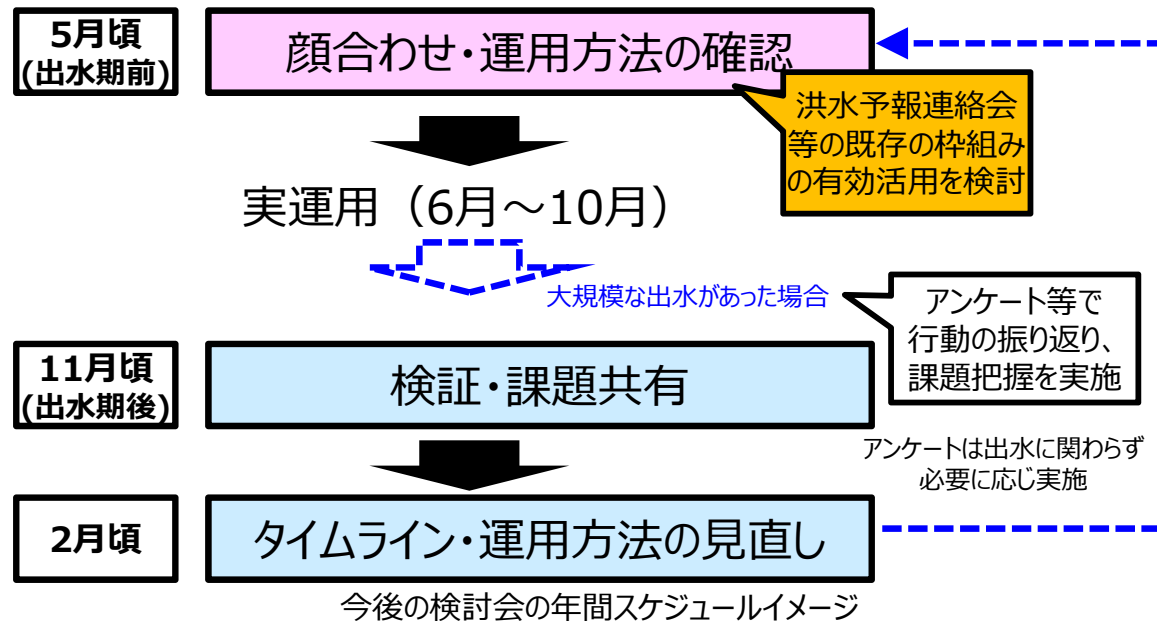 5月頃
(出水期前)
顔合わせ・運用方法の確認
洪水予報連絡会
等の既存の枠組み
の有効活用を検討
実運用（6月～10月）
大規模な出水があった場合
アンケート等で
行動の振り返り、
課題把握を実施
11月頃
(出水期後)
検証・課題共有
アンケートは出水に関わらず
必要に応じ実施
2月頃
タイムライン・運用方法の見直し
今後の検討会の年間スケジュールイメージ